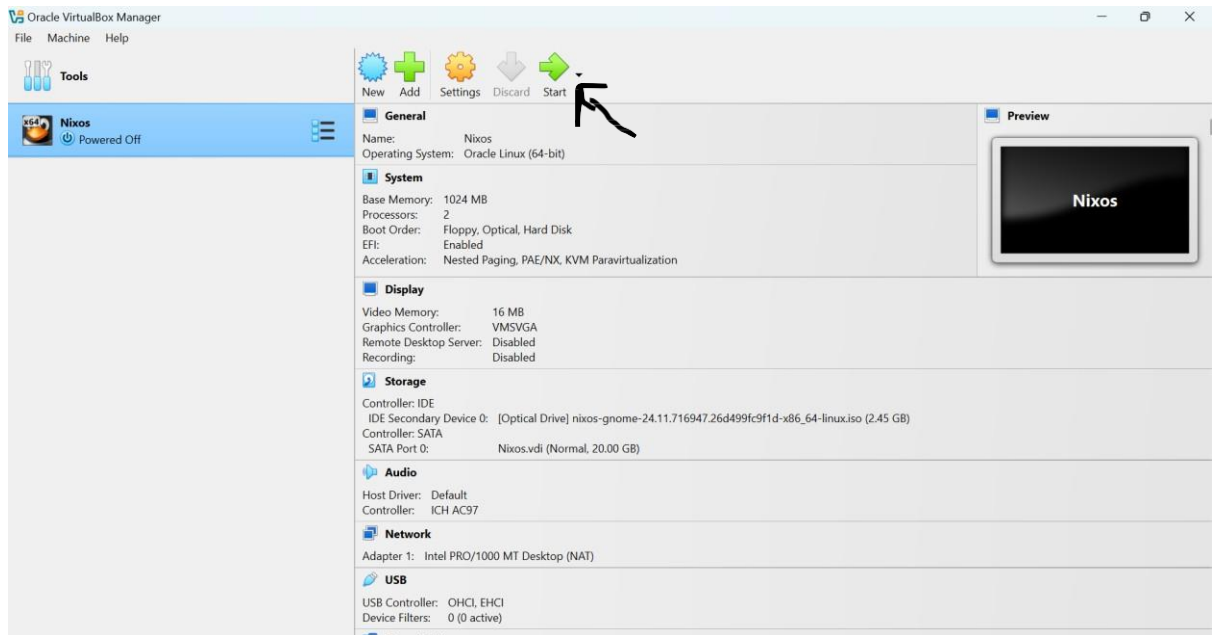 Oracle VirtualBox Manager
File Machine Help
Tools
New Add Settings Discard Start
x64
Nixos
Powered Off
General
Name: Nixos
Operating System: Oracle Linux (64-bit)
System
Base Memory: 1024 MB
Processors: 2
Boot Order: Floppy, Optical, Hard Disk
EFI: Enabled
Acceleration: Nested Paging, PAE/NX, KVM Paravirtualization
Display
Video Memory: 16 MB
Graphics Controller: VMSVGA
Remote Desktop Server: Disabled
Recording: Disabled
Storage
Controller: IDE
IDE Secondary Device 0: [Optical Drive] nixos-gnome-24.11.716947.26d499fc9f1d-x86_64-linux.iso (2.45 GB)
Controller: SATA
SATA Port 0: Nixos.vdi (Normal, 20.00 GB)
Audio
Host Driver: Default
Controller: ICH AC97
Network
Adapter 1: Intel PRO/1000 MT Desktop (NAT)
USB
USB Controller: OHCI, EHCI
Device Filters: 0 (0 active)
Preview
Nixos